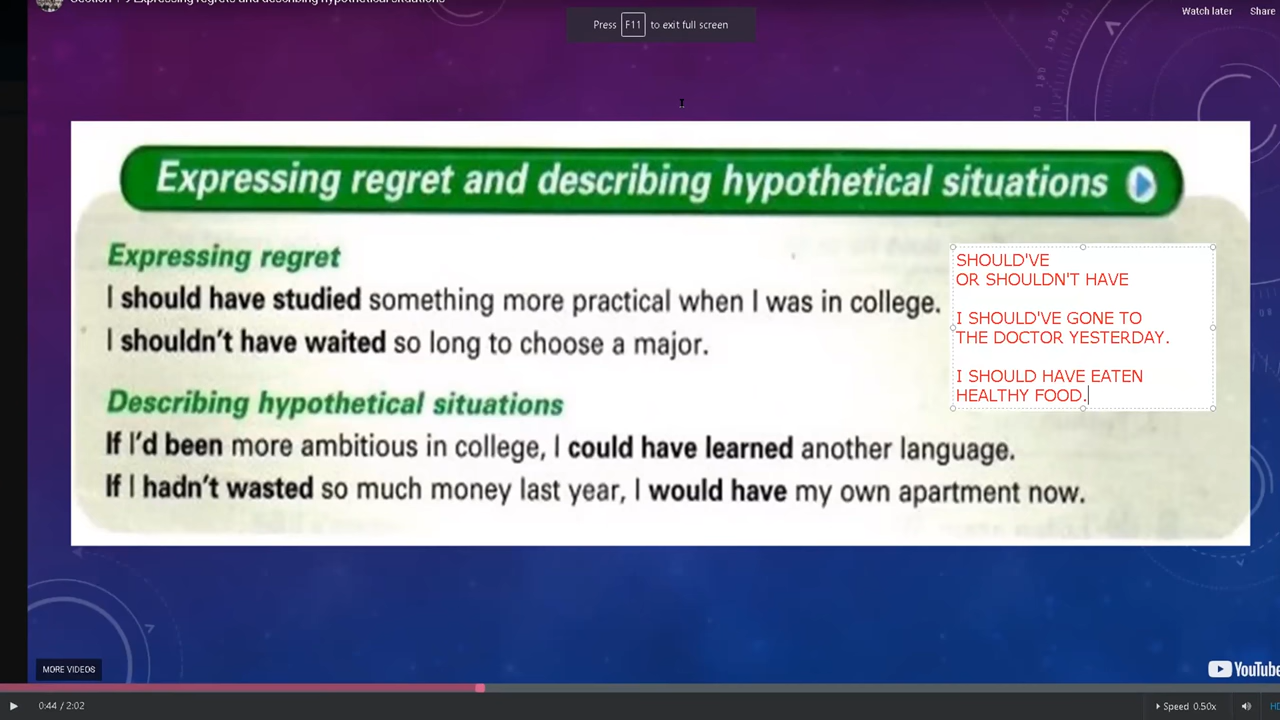 Press F11 to exit full screen
Watch later
Share
Expressing regret and describing hypothetical situations
Expressing regret
I should have studied something more practical when I was in college.
I shouldn't have waited so long to choose a major.
SHOULD'VE
OR SHOULDN'T HAVE
I SHOULD'VE GONE TO
THE DOCTOR YESTERDAY.
I SHOULD HAVE EATEN
HEALTHY FOOD.
Describing hypothetical situations
If I'd been more ambitious in college, I could have learned another language.
If I hadn't wasted so much money last year, I would have my own apartment now.
MORE VIDEOS
YouTube
0:44 / 2:02
Speed 0.50x